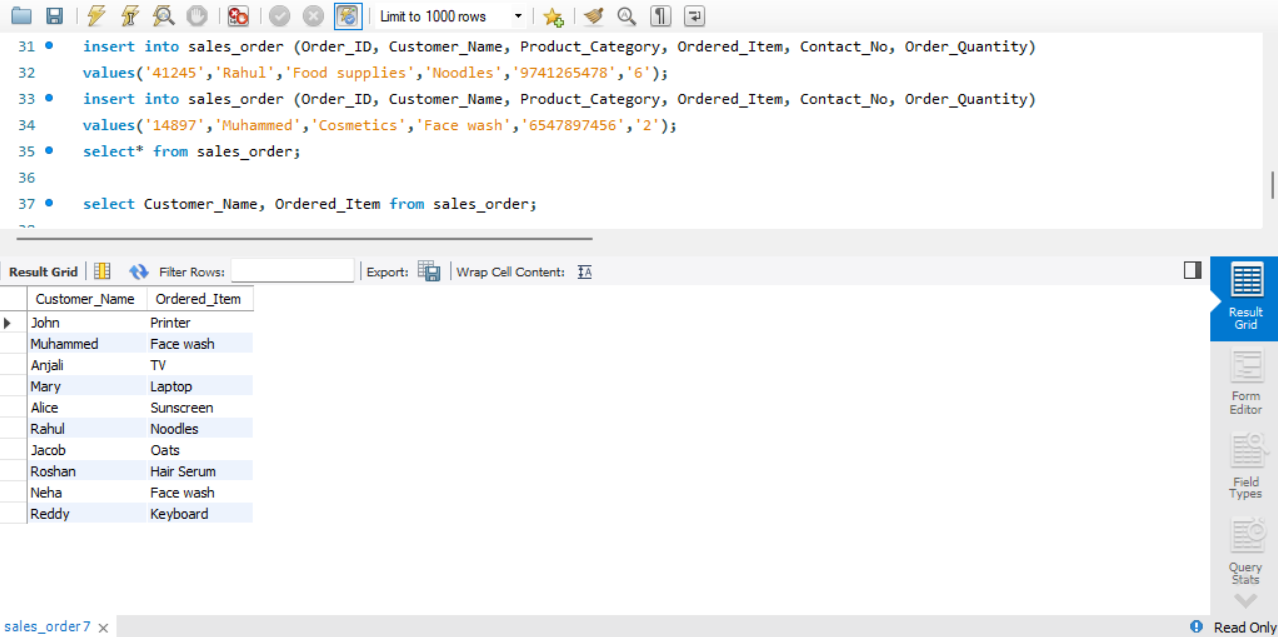 Limit to 1000 rows
31 insert into sales_order (Order_ID, Customer_Name, Product_Category, Ordered_Item, Contact_No, Order_Quantity)
32 values('41245','Rahul','Food supplies','Noodles','9741265478','6');
33 insert into sales_order (Order_ID, Customer_Name, Product_Category, Ordered_Item, Contact_No, Order_Quantity)
34 values('14897','Muhammed','Cosmetics','Face wash','6547897456','2');
35 select* from sales_order;
36
37 select Customer_Name, Ordered_Item from sales_order;
Result Grid Filter Rows: Export: Wrap Cell Content: IA
Customer_Name Ordered_Item
John Printer
Muhammed Face wash
Anjali TV
Mary Laptop
Alice Sunscreen
Rahul Noodles
Jacob Oats
Roshan Hair Serum
Neha Face wash
Reddy Keyboard
Result
Grid
Form
Editor
Field
Types
Query
Stats
sales_order 7
Read Only